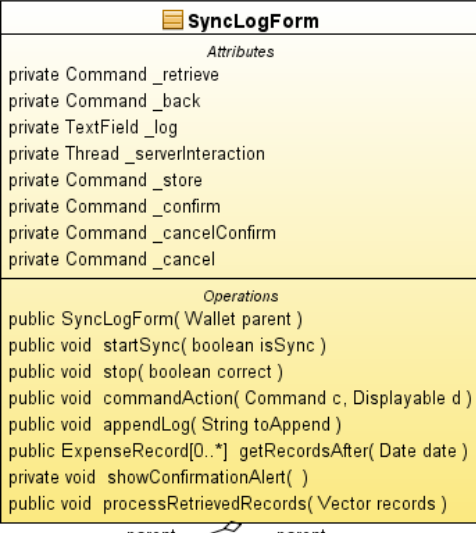 SyncLogForm
Attributes
private Command _retrieve
private Command _back
private TextField _log
private Thread _serverInteraction
private Command _store
private Command _confirm
private Command _cancelConfirm
private Command _cancel
Operations
public SyncLogForm( Wallet parent )
public void startSync( boolean isSync )
public void stop( boolean correct )
public void commandAction( Command c, Displayable d )
public void appendLog( String toAppend )
public ExpenseRecord[0..*] getRecordsAfter( Date date )
private void showConfirmationAlert( )
public void processRetrievedRecords( Vector records )
parent parent